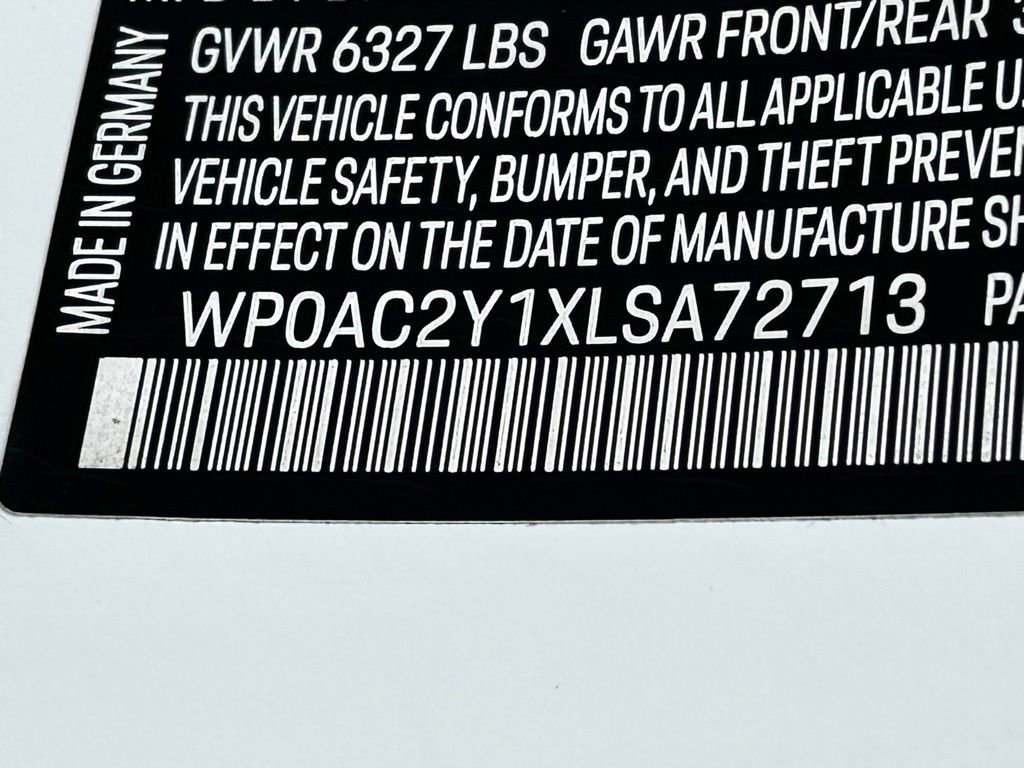 GVWR 6327 LBS GAWR FRONT/REAR
THIS VEHICLE CONFORMS TO ALL APPLICABLE
VEHICLE SAFETY, BUMPER, AND THEFT
IN EFFECT ON THE DATE OF MANUFACTURE
WP0AC2Y1XLSA72713
MADE IN GERMANY